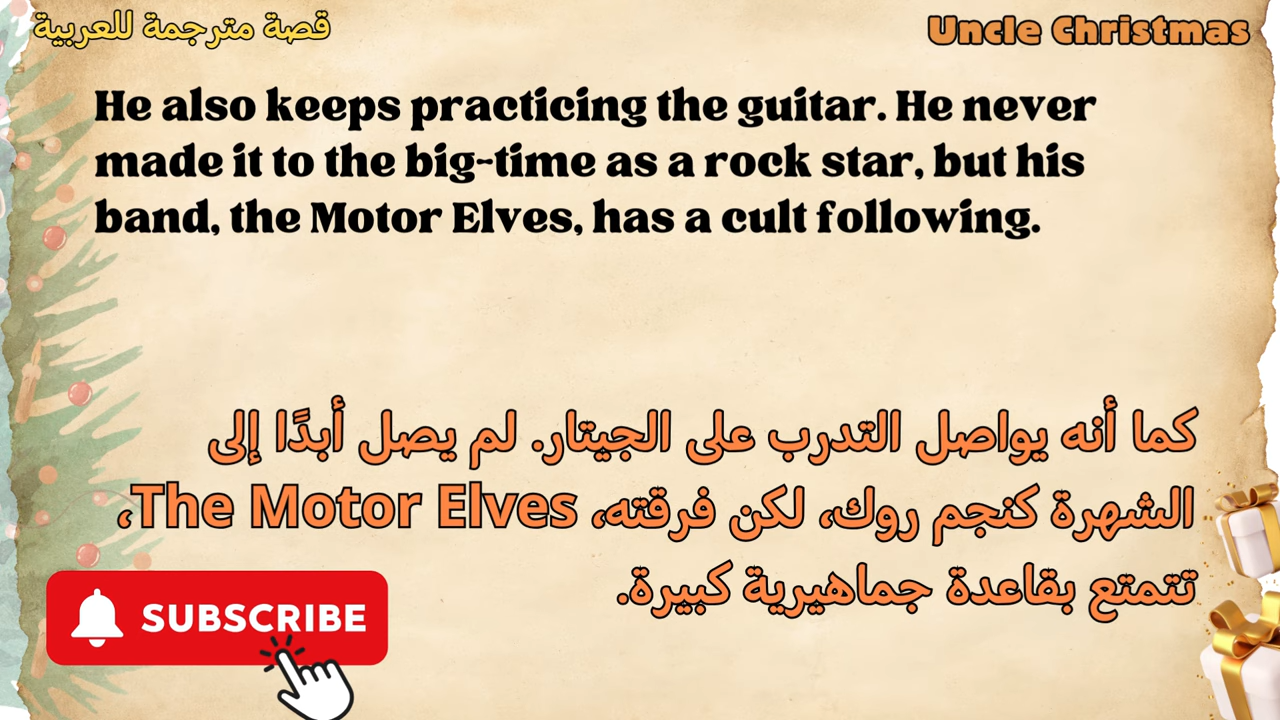 قصة مترجمة للعربية
Uncle Christmas
He also keeps practicing the guitar. He never
made it to the big-time as a rock star, but his
band, the Motor Elves, has a cult following.
كما أنه يواصل التدرب على الجيتار. لم يصل أبدًا إلى
الشهرة كنجم روك، لكن فرقته، The Motor Elves،
تتمتع بقاعدة جماهيرية كبيرة.
SUBSCRIBE